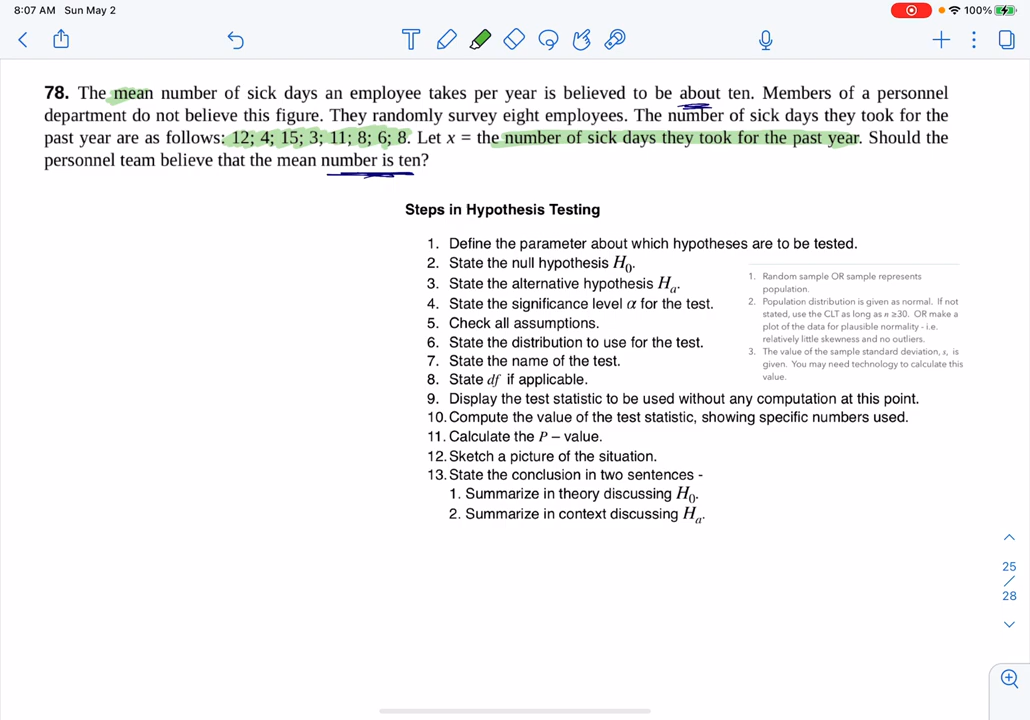 8:07 AM Sun May 2
100%
78. The mean number of sick days an employee takes per year is believed to be about ten. Members of a personnel
department do not believe this figure. They randomly survey eight employees. The number of sick days they took for the
past year are as follows: 12; 4; 15; 3; 11; 8; 6; 8. Let x = the number of sick days they took for the past year. Should the
personnel team believe that the mean number is ten?
Steps in Hypothesis Testing
1. Define the parameter about which hypotheses are to be tested.
2. State the null hypothesis H₀.
3. State the alternative hypothesis Hₐ.
4. State the significance level α for the test.
5. Check all assumptions.
6. State the distribution to use for the test.
7. State the name of the test.
8. State df if applicable.
9. Display the test statistic to be used without any computation at this point.
10. Compute the value of the test statistic, showing specific numbers used.
11. Calculate the P – value.
12. Sketch a picture of the situation.
13. State the conclusion in two sentences -
1. Summarize in theory discussing H₀.
2. Summarize in context discussing Hₐ.
1. Random sample OR sample represents
population.
2. Population distribution is given as normal. If not
stated, use the CLT as long as n ≥30. OR make a
plot of the data for plausible normality - i.e.
relatively little skewness and no outliers.
3. The value of the sample standard deviation, s, is
given. You may need technology to calculate this
value.
25
/
28